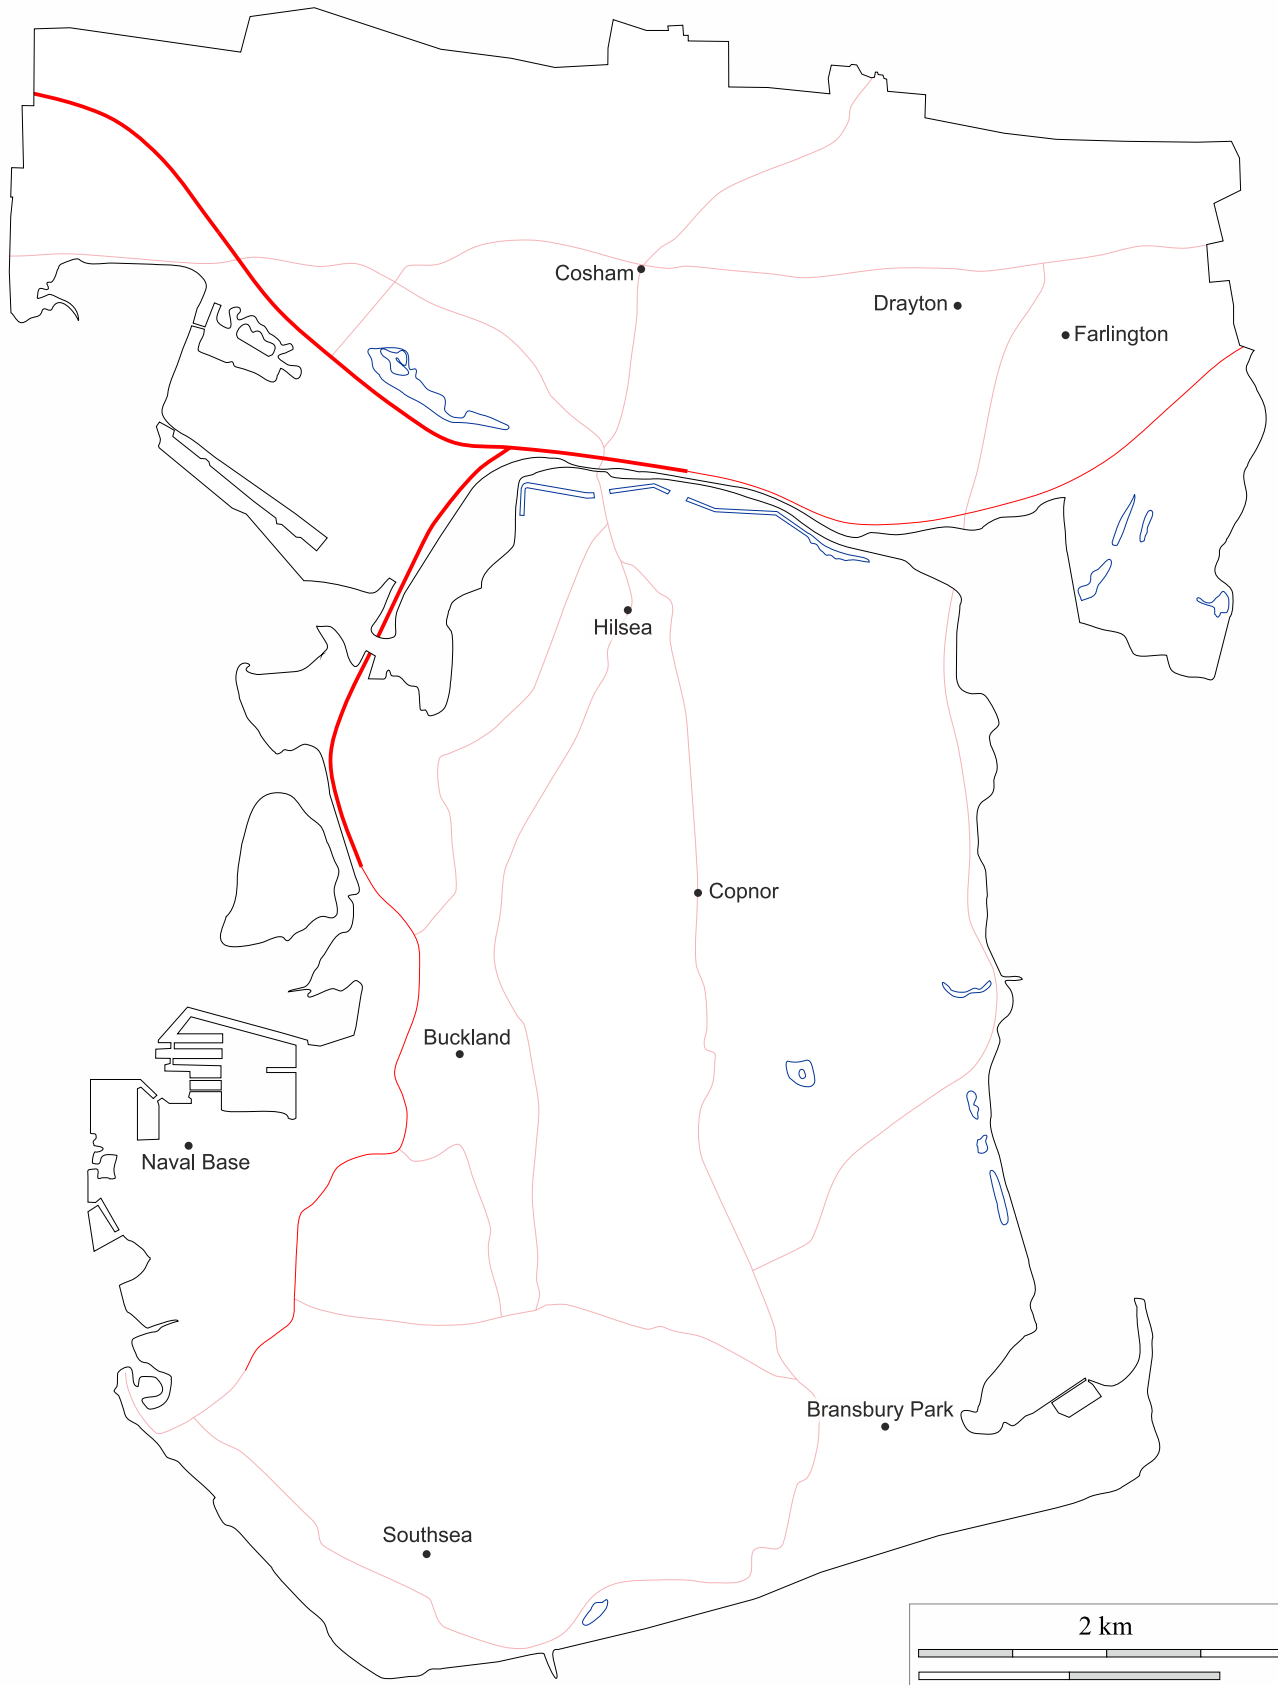 Cosham
Drayton
Farlington
Hilsea
Copnor
Buckland
Naval Base
Bransbury Park
Southsea
2 km